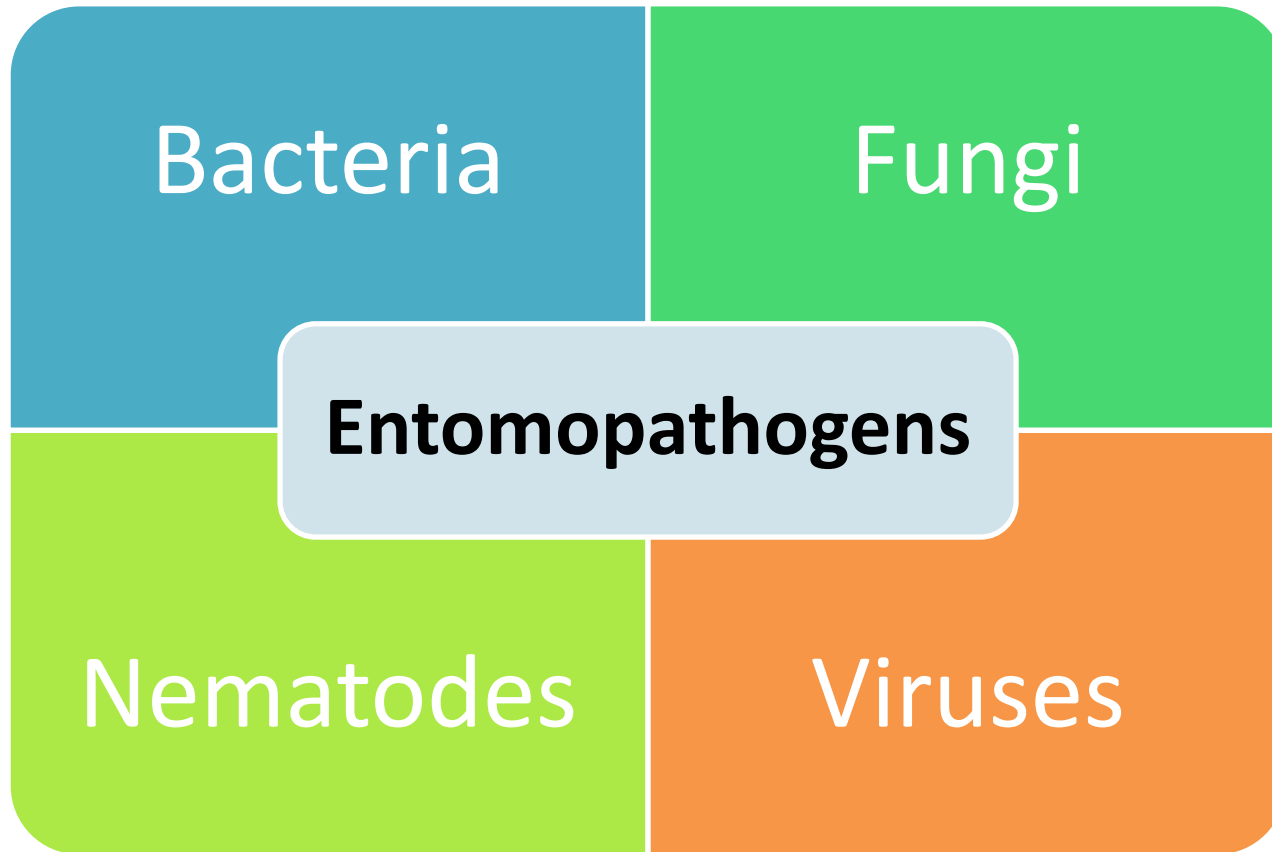 Bacteria
Fungi
Entomopathogens
Nematodes
Viruses